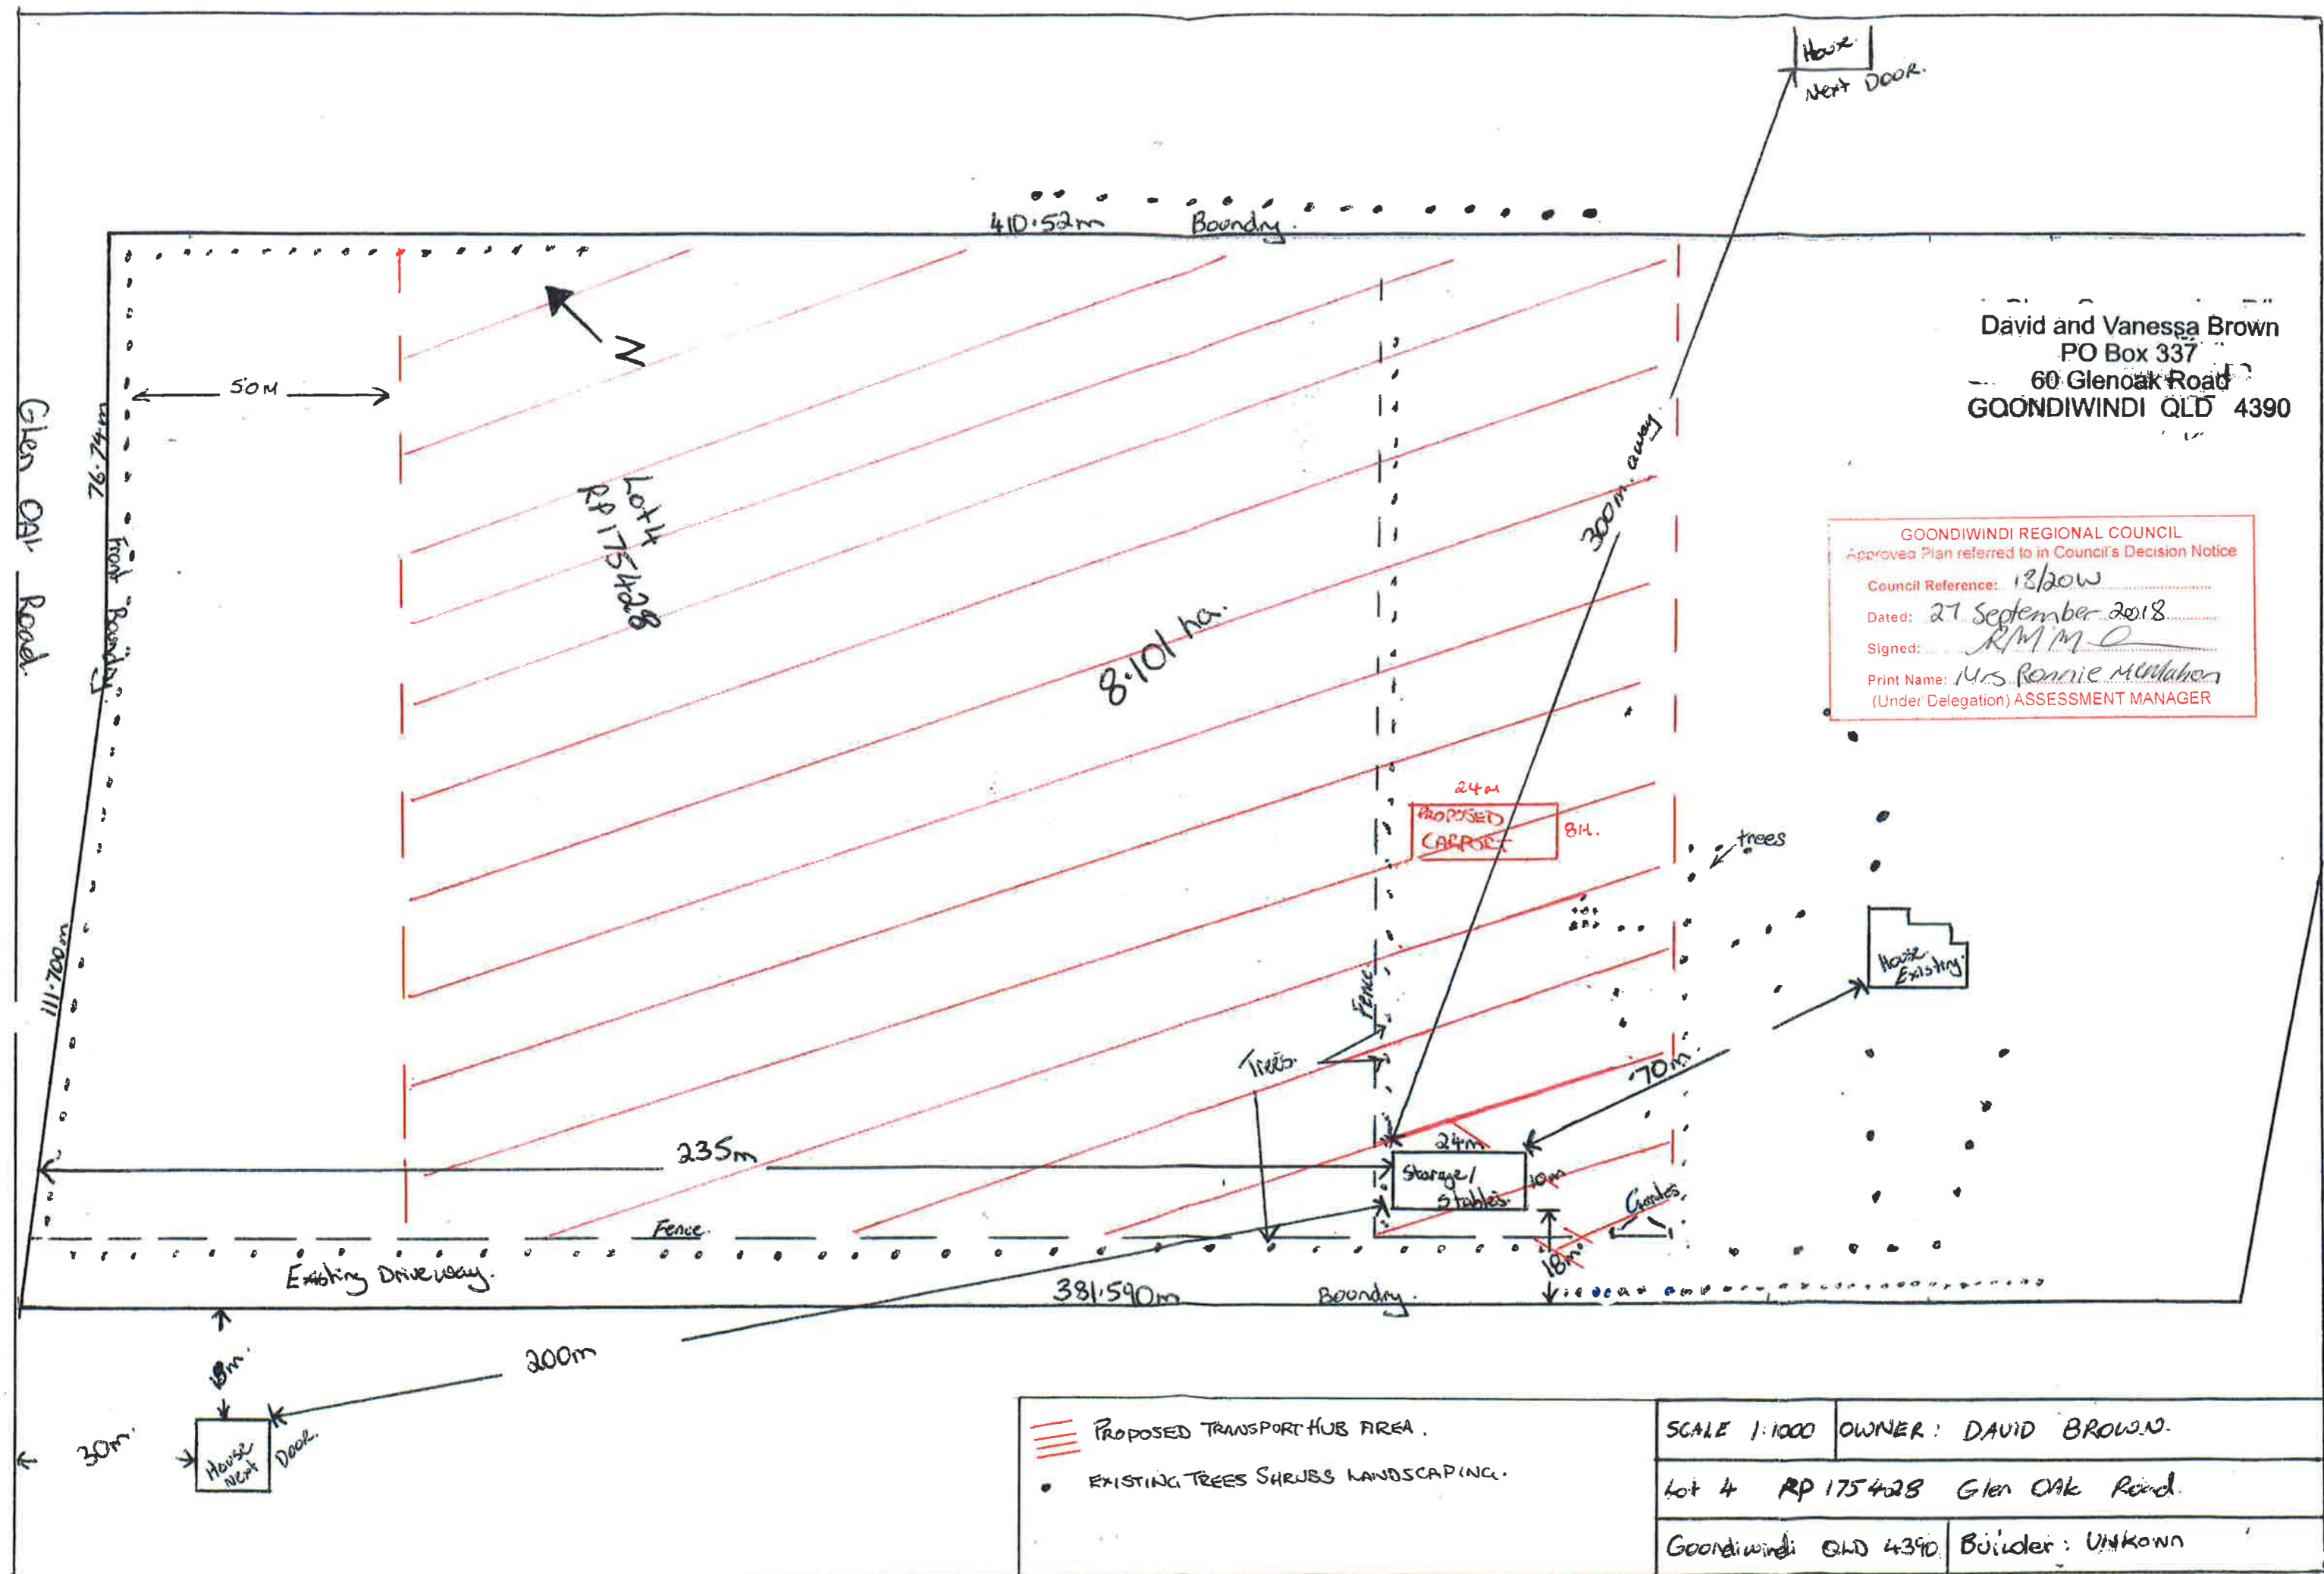 House
Next DOOR.
410.52m Boundry.
N
50M
David and Vanessa Brown
PO Box 337
60 Glenoak Road
GOONDIWINDI QLD 4390
Glen OAk Road.
76.74m
Front Boundry.
111.700m
Lot 4
RP 175428
8.101 ha.
300m. away.
GOONDIWINDI REGIONAL COUNCIL
Approved Plan referred to in Council's Decision Notice
Council Reference: 18/20W
Dated: 27 September 2018
Signed:
Print Name: Mrs Ronnie McMahon
(Under Delegation) ASSESSMENT MANAGER
24M
PROPOSED
CARPORT
8M.
trees
House.
Existing.
Fence.
Trees.
70m.
235m
24m
Storage/
Stables.
10m
Fence.
18m.
Existing Driveway.
381.590m Boundry.
200m
30m.
House
Next
DOOR.
PROPOSED TRANSPORT HUB AREA.
EXISTING TREES SHRUBS LANDSCAPING.
SCALE 1:1000 OWNER: DAVID BROWN.
Lot 4 RP 175428 Glen OAk Road.
Goondiwindi QLD 4390 Builder: UNKown